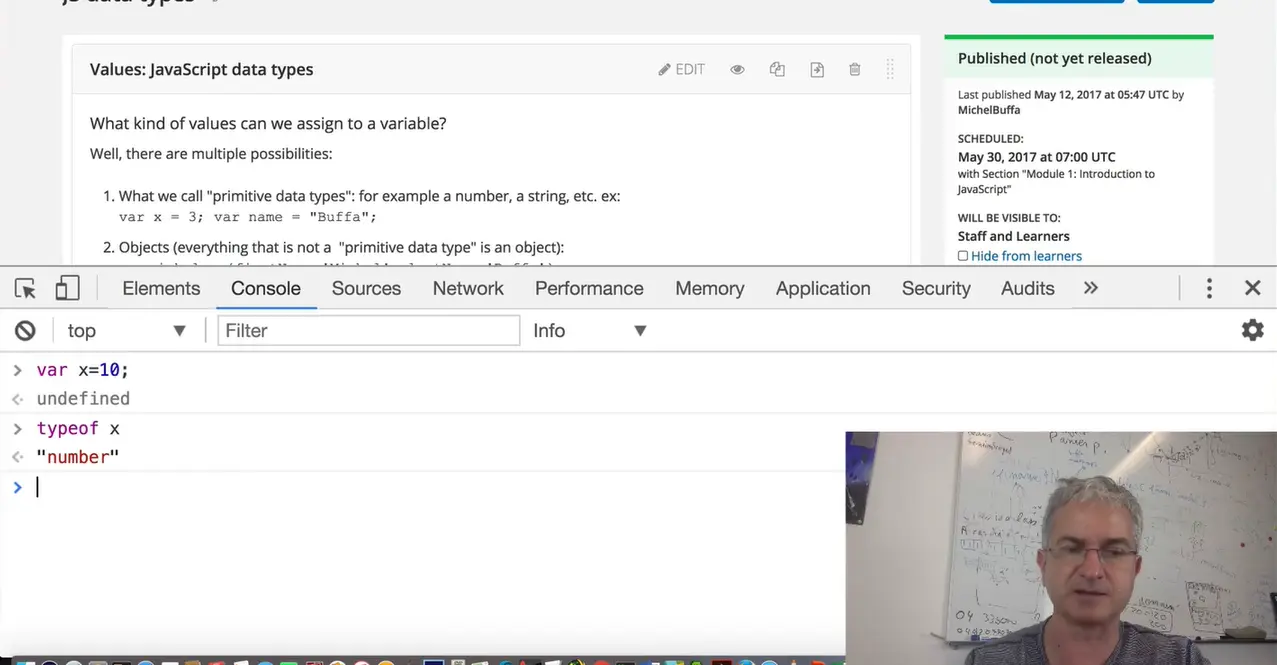 JS data types
Values: JavaScript data types
EDIT
What kind of values can we assign to a variable?
Well, there are multiple possibilities:
1. What we call "primitive data types": for example a number, a string, etc. ex:
var x = 3; var name = "Buffa";
2. Objects (everything that is not a "primitive data type" is an object):
Published (not yet released)
Last published May 12, 2017 at 05:47 UTC by
MichelBuffa
SCHEDULED:
May 30, 2017 at 07:00 UTC
with Section "Module 1: Introduction to
JavaScript"
WILL BE VISIBLE TO:
Staff and Learners
Hide from learners
Elements Console Sources Network Performance Memory Application Security Audits »
top Filter Info
> var x=10;
undefined
> typeof x
"number"
>